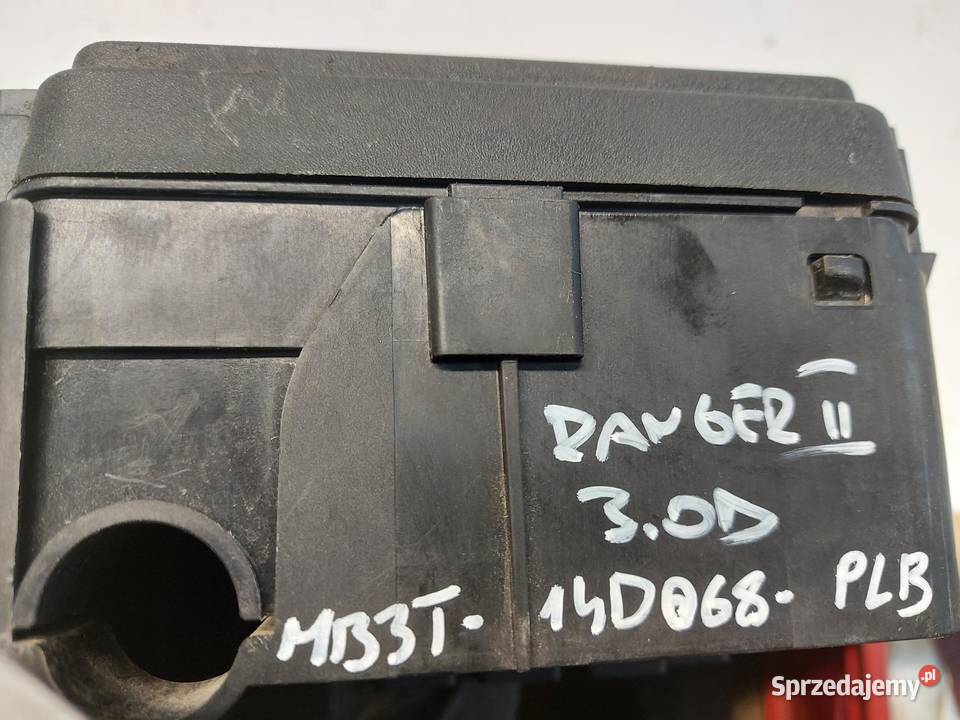 RANGER II
3.0D
MB3T- 14D068- PLB
Sprzedajemy.pl